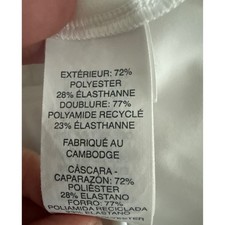 EXTÉRIEUR: 72%
POLYESTER
28% ÉLASTHANNE
DOUBLURE: 77%
POLYAMIDE RECYCLÉ
23% ÉLASTHANNE
FABRIQUÉ AU
CAMBODGE
CÁSCARA -
CAPARAZÓN: 72%
POLIÉSTER
28% ELASTANO
FORRO: 77%
POLIAMIDA RECICLADA
ELASTANO